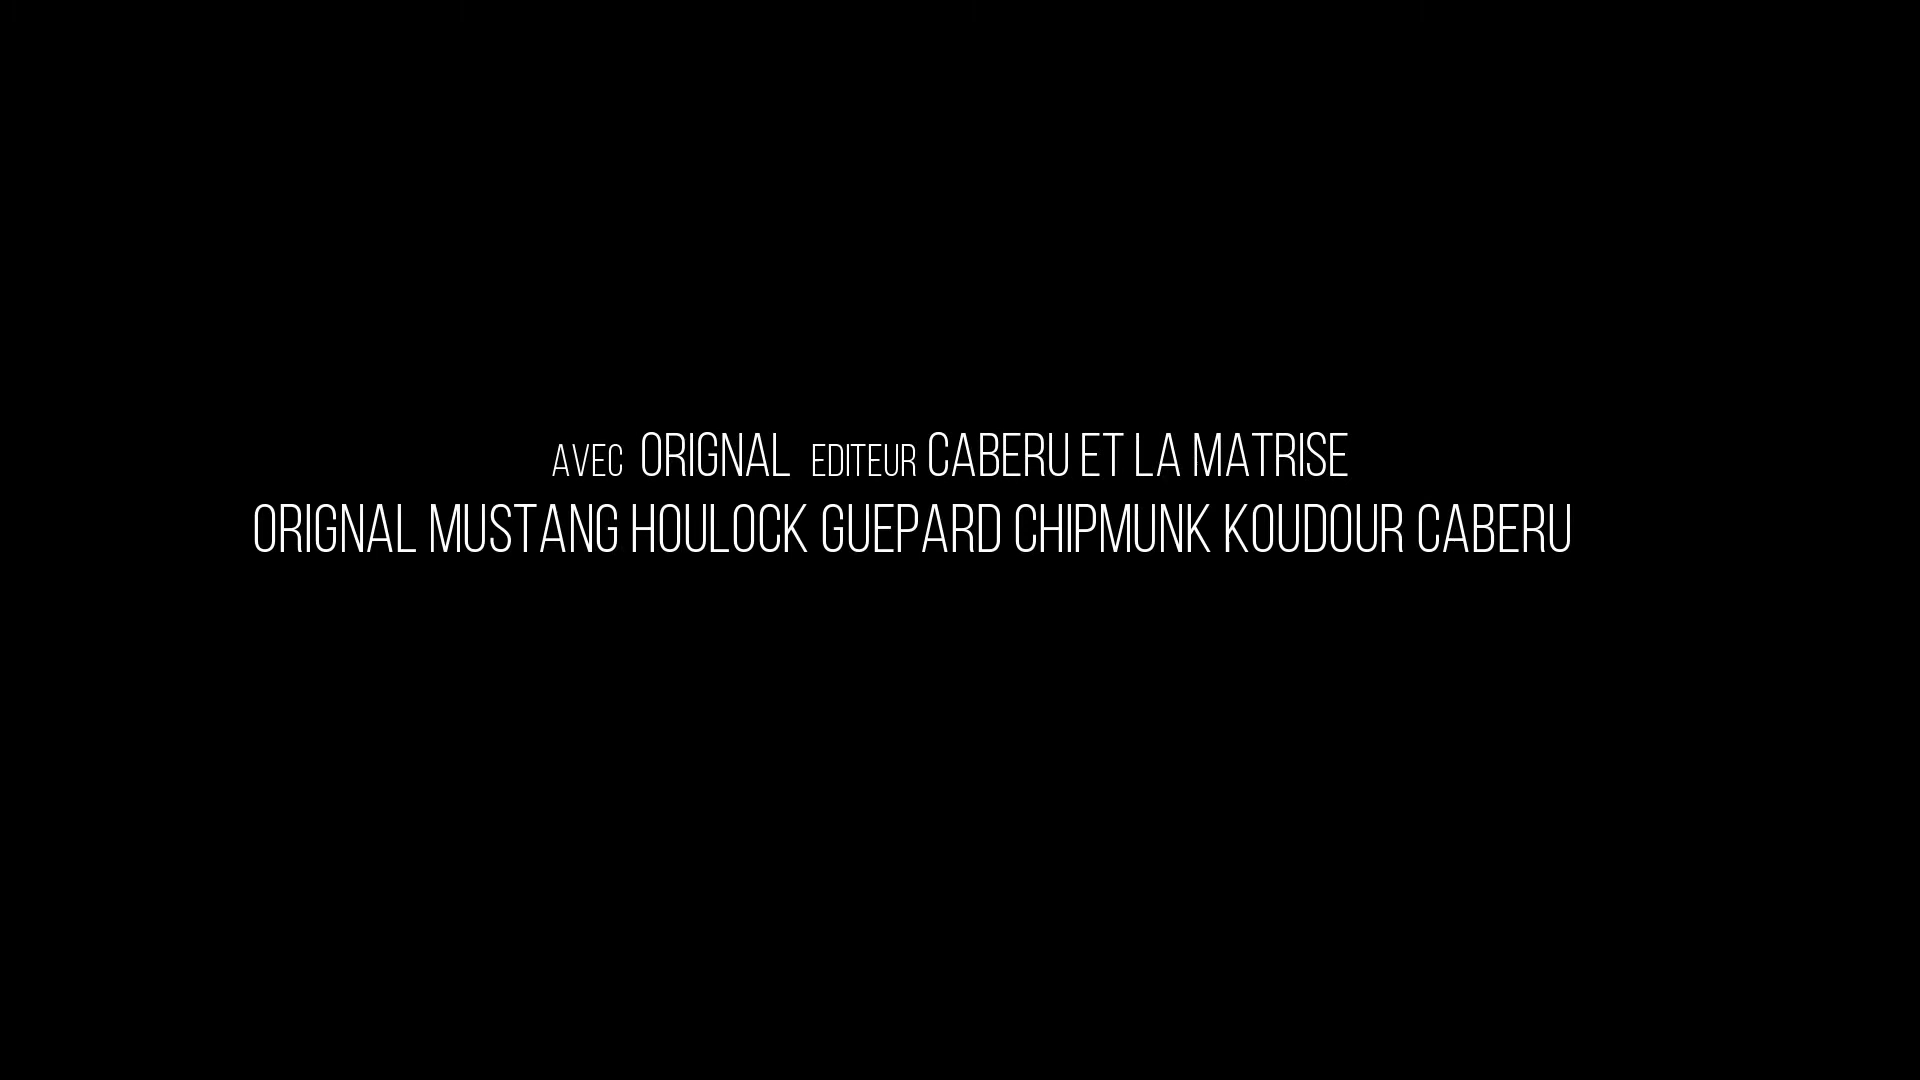 AVEC ORIGNAL EDITEUR CABERU ET LA MATRISE
ORIGNAL MUSTANG HOULOCK GUEPARD CHIPMUNK KOUDOUR CABERU